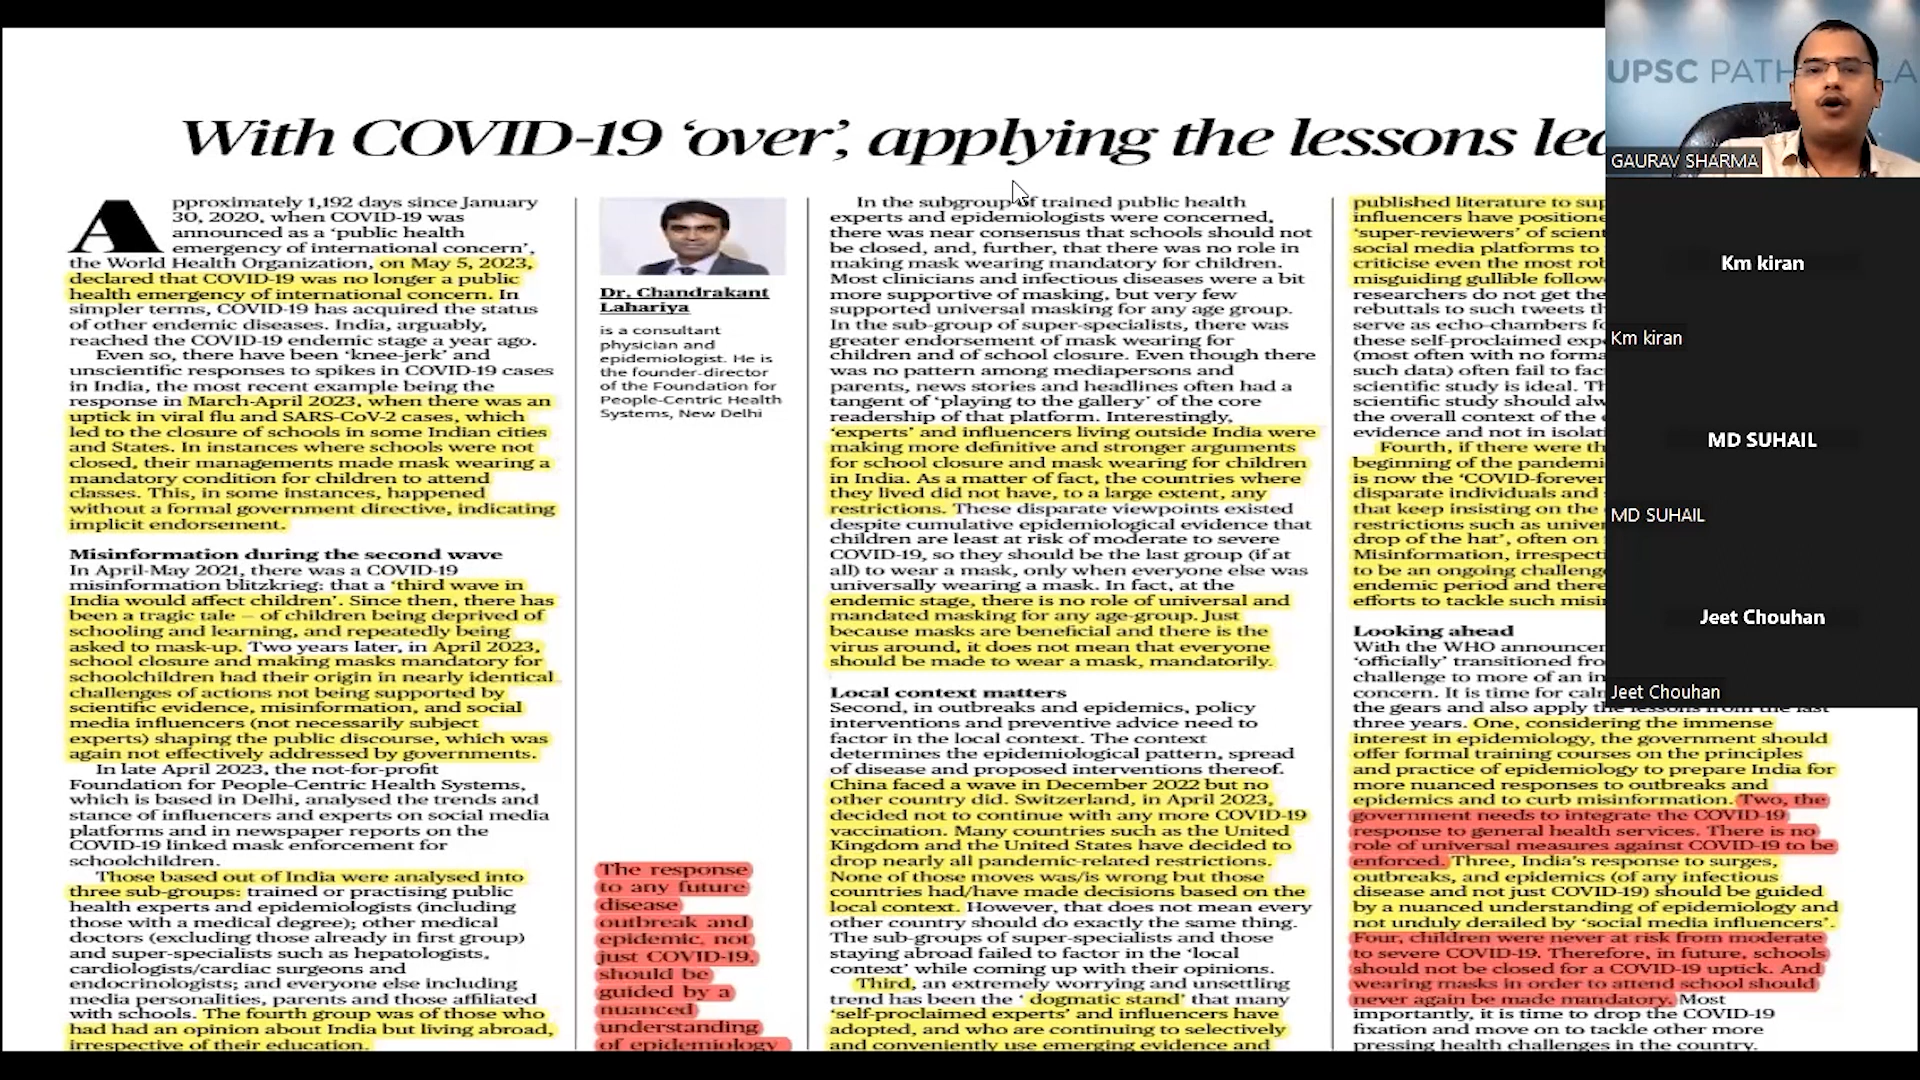 With COVID-19 ‘over’, applying the lessons
Approximately 1,192 days since January
30, 2020, when COVID-19 was
announced as a ‘public health
emergency of international concern’,
the World Health Organization, on May 5, 2023,
declared that COVID-19 was no longer a public
health emergency of international concern. In
simpler terms, COVID-19 has acquired the status
of other endemic diseases. India, arguably,
reached the COVID-19 endemic stage a year ago.
Even so, there have been ‘knee-jerk’ and
unscientific responses to spikes in COVID-19 cases
in India, the most recent example being the
response in March-April 2023, when there was an
uptick in viral flu and SARS-CoV-2 cases, which
led to the closure of schools in some Indian cities
and States. In instances where schools were not
closed, their managements made mask wearing a
mandatory condition for children to attend
classes. This, in some instances, happened
without a formal government directive, indicating
implicit endorsement.
Misinformation during the second wave
In April-May 2021, there was a COVID-19
misinformation blitzkrieg: that a ‘third wave in
India would affect children’. Since then, there has
been a tragic tale — of children being deprived of
schooling and learning, and repeatedly being
asked to mask-up. Two years later, in April 2023,
school closure and making masks mandatory for
schoolchildren had their origin in nearly identical
challenges of actions not being supported by
scientific evidence, misinformation, and social
media influencers (not necessarily subject
experts) shaping the public discourse, which was
again not effectively addressed by governments.
In late April 2023, the not-for-profit
Foundation for People-Centric Health Systems,
which is based in Delhi, analysed the trends and
stance of influencers and experts on social media
platforms and in newspaper reports on the
COVID-19 linked mask enforcement for
schoolchildren.
Those based out of India were analysed into
three sub-groups: trained or practising public
health experts and epidemiologists (including
those with a medical degree); other medical
doctors (excluding those already in first group)
and super-specialists such as hepatologists,
cardiologists/cardiac surgeons and
endocrinologists; and everyone else including
media personalities, parents and those affiliated
with schools. The fourth group was of those who
had had an opinion about India but living abroad,
irrespective of their education.
Dr. Chandrakant
Lahariya
is a consultant
physician and
epidemiologist. He is
the founder-director
of the Foundation for
People-Centric Health
Systems, New Delhi
The response
to any future
disease
outbreak and
epidemic, not
just COVID-19,
should be
guided by a
nuanced
understanding
of epidemiology
In the subgroup of trained public health
experts and epidemiologists were concerned,
there was near consensus that schools should not
be closed, and, further, that there was no role in
making mask wearing mandatory for children.
Most clinicians and infectious diseases were a bit
more supportive of masking, but very few
supported universal masking for any age group.
In the sub-group of super-specialists, there was
greater endorsement of mask wearing for
children and of school closure. Even though there
was no pattern among mediapersons and
parents, news stories and headlines often had a
tangent of ‘playing to the gallery’ of the core
readership of that platform. Interestingly,
‘experts’ and influencers living outside India were
making more definitive and stronger arguments
for school closure and mask wearing for children
in India. As a matter of fact, the countries where
they lived did not have, to a large extent, any
restrictions. These disparate viewpoints existed
despite cumulative epidemiological evidence that
children are least at risk of moderate to severe
COVID-19, so they should be the last group (if at
all) to wear a mask, only when everyone else was
universally wearing a mask. In fact, at the
endemic stage, there is no role of universal and
mandated masking for any age-group. Just
because masks are beneficial and there is the
virus around, it does not mean that everyone
should be made to wear a mask, mandatorily.
Local context matters
Second, in outbreaks and epidemics, policy
interventions and preventive advice need to
factor in the local context. The context
determines the epidemiological pattern, spread
of disease and proposed interventions thereof.
China faced a wave in December 2022 but no
other country did. Switzerland, in April 2023,
decided not to continue with any more COVID-19
vaccination. Many countries such as the United
Kingdom and the United States have decided to
drop nearly all pandemic-related restrictions.
None of those moves was/is wrong but those
countries had/have made decisions based on the
local context. However, that does not mean every
other country should do exactly the same thing.
The sub-groups of super-specialists and those
staying abroad failed to factor in the ‘local
context’ while coming up with their opinions.
Third, an extremely worrying and unsettling
trend has been the ‘ dogmatic stand’ that many
‘self-proclaimed experts’ and influencers have
adopted, and who are continuing to selectively
and conveniently use emerging evidence and
published literature to
influencers have
‘super-reviewers’ of
social media platforms to
criticise even the most
misguiding gullible
researchers do not get the
rebuttals to such tweets
serve as echo-chambers
these self-proclaimed
(most often with no
such data) often fail to
scientific study is ideal.
scientific study should
the overall context of the
evidence and not in
Fourth, if there were
beginning of the
is now the
disparate individuals and
that keep insisting on the
restrictions such as
drop of the hat’, often on
Misinformation,
to be an ongoing
endemic period and
efforts to tackle such
Looking ahead
With the WHO
‘officially’ transitioned
challenge to more of an
concern. It is time for
the gears and also apply the lessons from the last
three years. One, considering the immense
interest in epidemiology, the government should
offer formal training courses on the principles
and practice of epidemiology to prepare India for
more nuanced responses to outbreaks and
epidemics and to curb misinformation. Two, the
government needs to integrate the COVID-19
response to general health services. There is no
role of universal measures against COVID-19 to be
enforced. Three, India’s response to surges,
outbreaks, and epidemics (of any infectious
disease and not just COVID-19) should be guided
by a nuanced understanding of epidemiology and
not unduly derailed by ‘social media influencers’.
Four, children were never at risk from moderate
to severe COVID-19. Therefore, in future, schools
should not be closed for a COVID-19 uptick. And
wearing masks in order to attend school should
never again be made mandatory. Most
importantly, it is time to drop the COVID-19
fixation and move on to tackle other more
pressing health challenges in the country.
UPSC
GAURAV SHARMA
Km kiran
Km kiran
MD SUHAIL
MD SUHAIL
Jeet Chouhan
Jeet Chouhan